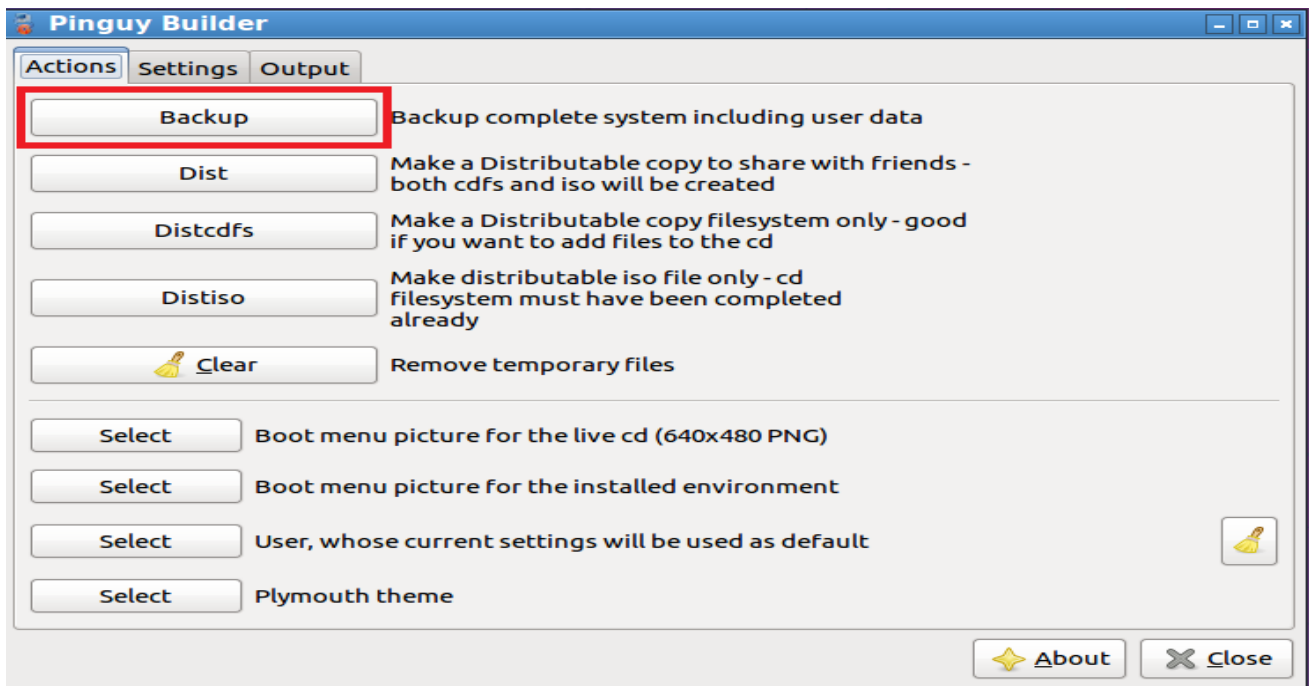 Pinguy Builder
Actions Settings Output
Backup Backup complete system including user data
Dist Make a Distributable copy to share with friends -
both cdfs and iso will be created
Distcdfs Make a Distributable copy filesystem only - good
if you want to add files to the cd
Distiso Make distributable iso file only - cd
filesystem must have been completed
already
Clear Remove temporary files
Select Boot menu picture for the live cd (640x480 PNG)
Select Boot menu picture for the installed environment
Select User, whose current settings will be used as default
Select Plymouth theme
About Close